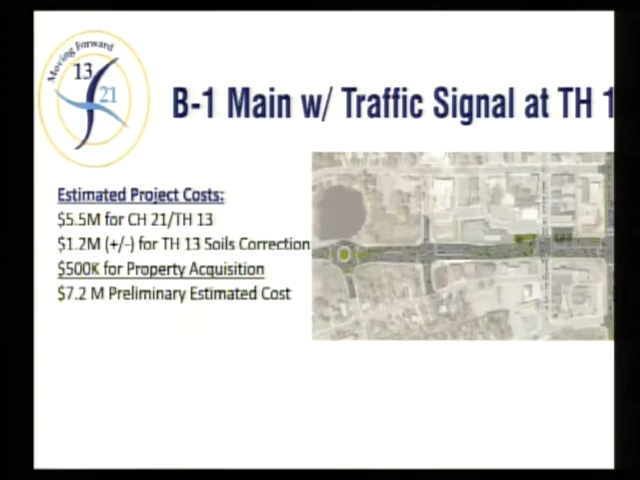 Moving Forward
13
21
B-1 Main w/ Traffic Signal at TH 1
Estimated Project Costs:
$5.5M for CH 21/TH 13
$1.2M (+/-) for TH 13 Soils Correction
$500K for Property Acquisition
$7.2 M Preliminary Estimated Cost